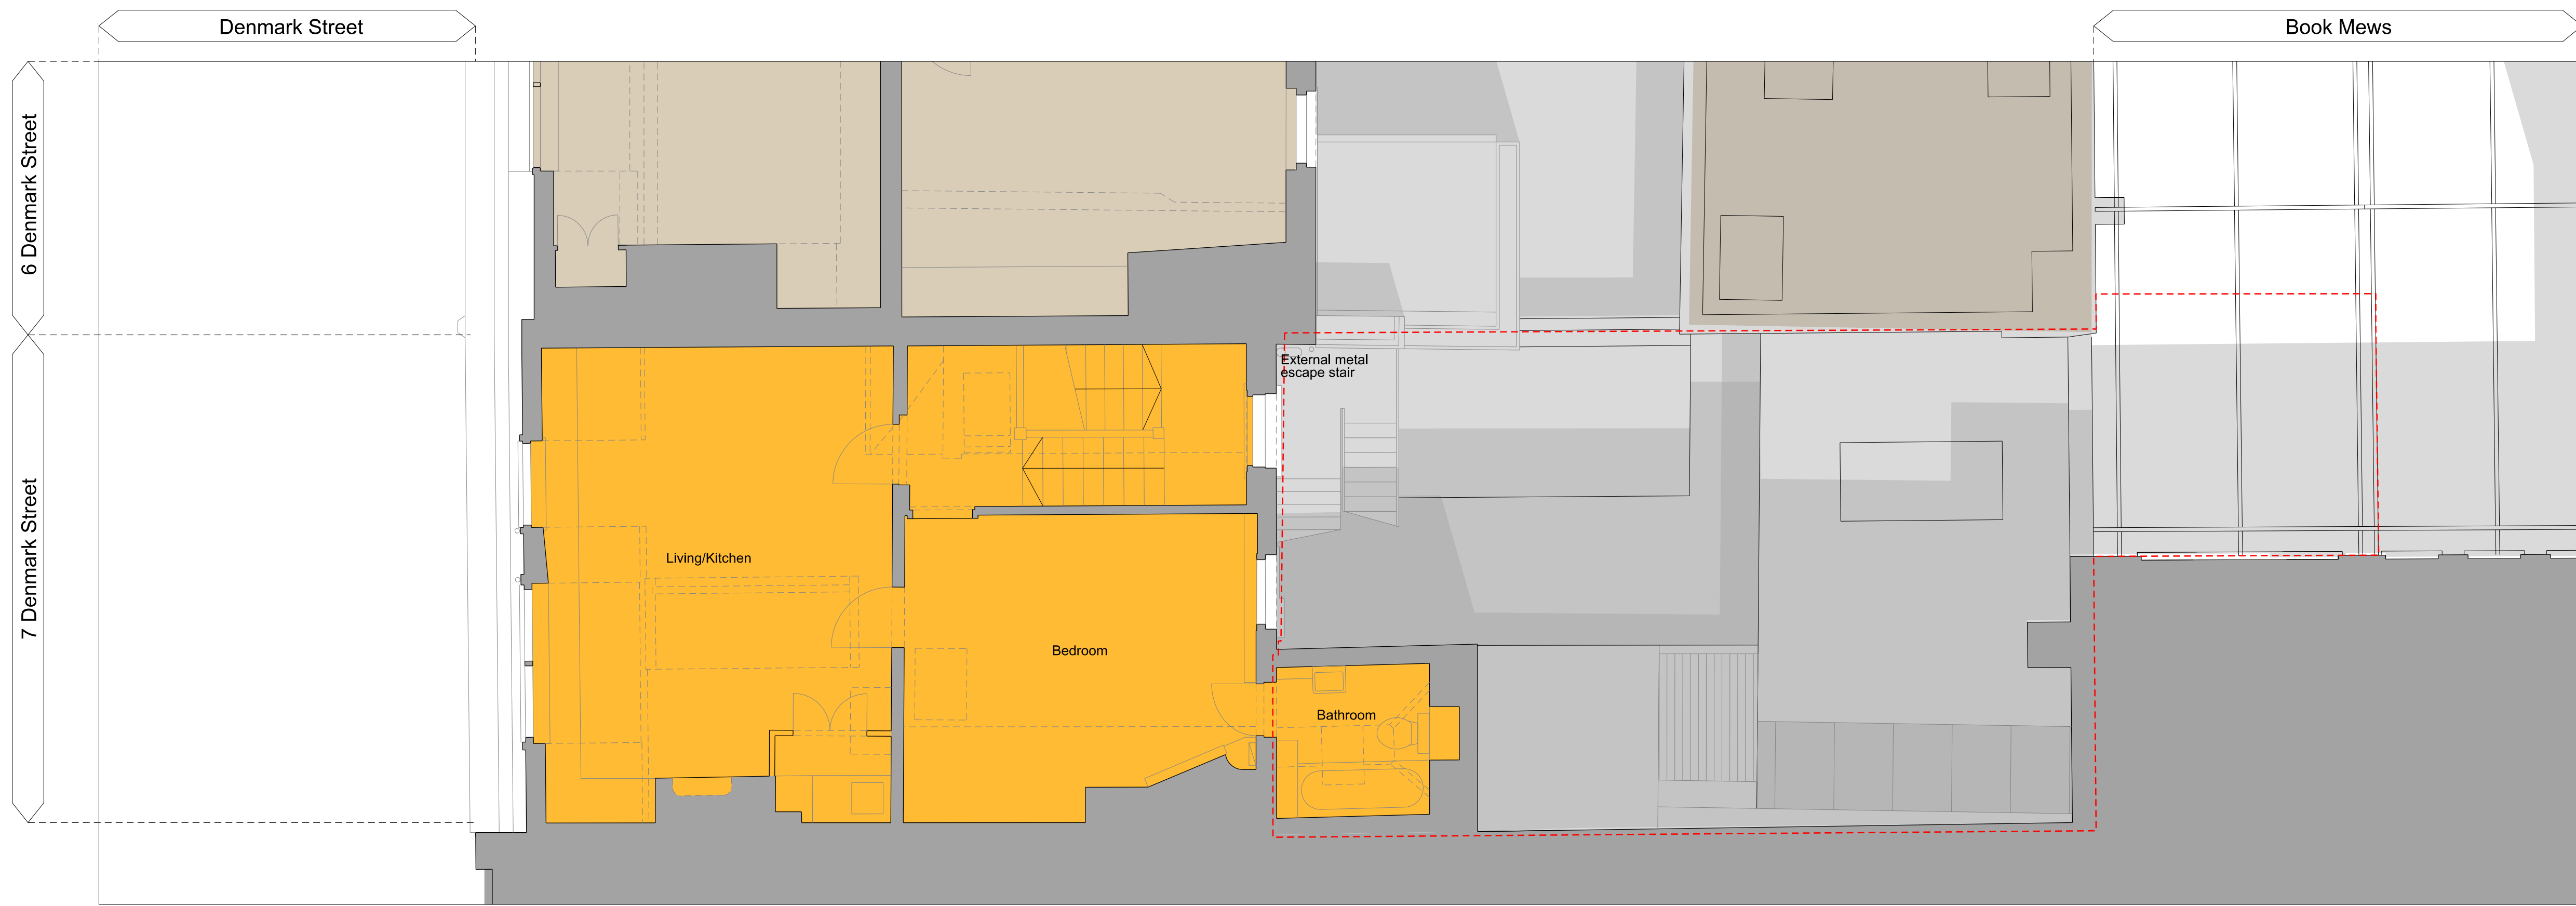 Denmark Street
Book Mews
6 Denmark Street
7 Denmark Street
External metal
escape stair
Living/Kitchen
Bedroom
Bathroom